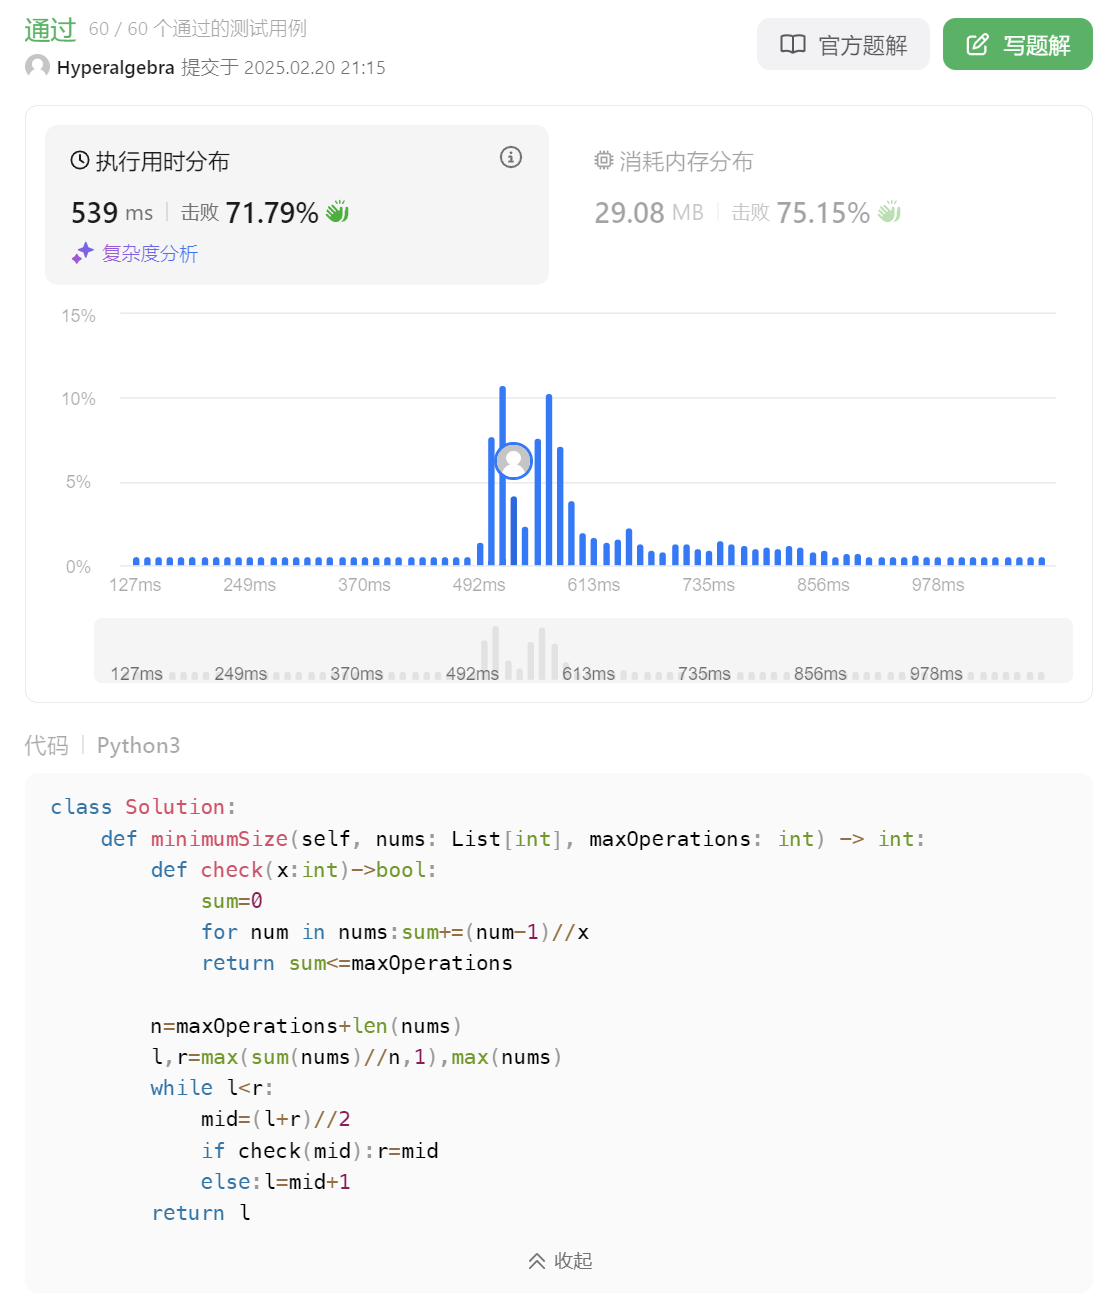 通过 60 / 60 个通过的测试用例
官方题解
写题解
Hyperalgebra 提交于 2025.02.20 21:15
执行用时分布
539 ms | 击败 71.79%
复杂度分析
消耗内存分布
29.08 MB | 击败 75.15%
15%
10%
5%
0%
127ms 249ms 370ms 492ms 613ms 735ms 856ms 978ms
127ms 249ms 370ms 492ms 613ms 735ms 856ms 978ms
代码 | Python3
class Solution:
    def minimumSize(self, nums: List[int], maxOperations: int) -> int:
        def check(x:int)->bool:
            sum=0
            for num in nums:sum+=(num-1)//x
            return sum<=maxOperations

        n=maxOperations+len(nums)
        l,r=max(sum(nums)//n,1),max(nums)
        while l<r:
            mid=(l+r)//2
            if check(mid):r=mid
            else:l=mid+1
        return l
收起